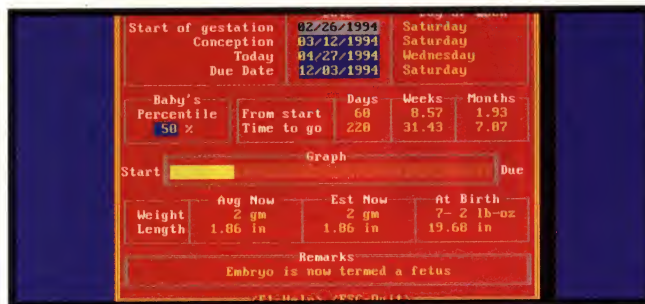 Start of gestation 02/26/1994 Saturday
Conception 03/12/1994 Saturday
Today 04/27/1994 Wednesday
Due Date 12/03/1994 Saturday
Baby's Days Weeks Months
Percentile From start 60 8.57 1.93
50 % Time to go 220 31.43 7.07
Graph
Start Due
Avg Now Est Now At Birth
Weight 2 gm 2 gm 7- 2 lb-oz
Length 1.86 in 1.86 in 19.68 in
Remarks
Embryo is now termed a fetus
<F1-Help> <ESC-Quit>